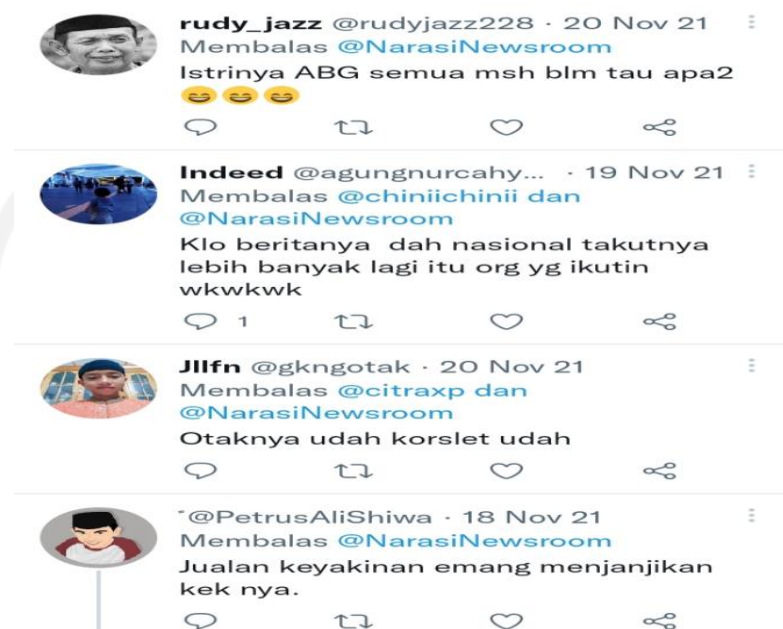 rudy_jazz @rudyjazz228 · 20 Nov 21
Membalas @NarasiNewsroom
Istrinya ABG semua msh blm tau apa2
😄😄😄
Indeed @agungnurcahy... · 19 Nov 21
Membalas @chiniichinii dan
@NarasiNewsroom
Klo beritanya dah nasional takutnya
lebih banyak lagi itu org yg ikutin
wkwkwk
1
Jllfn @gkngotak · 20 Nov 21
Membalas @citraxp dan
@NarasiNewsroom
Otaknya udah korslet udah
@PetrusAliShiwa · 18 Nov 21
Membalas @NarasiNewsroom
Jualan keyakinan emang menjanjikan
kek nya.